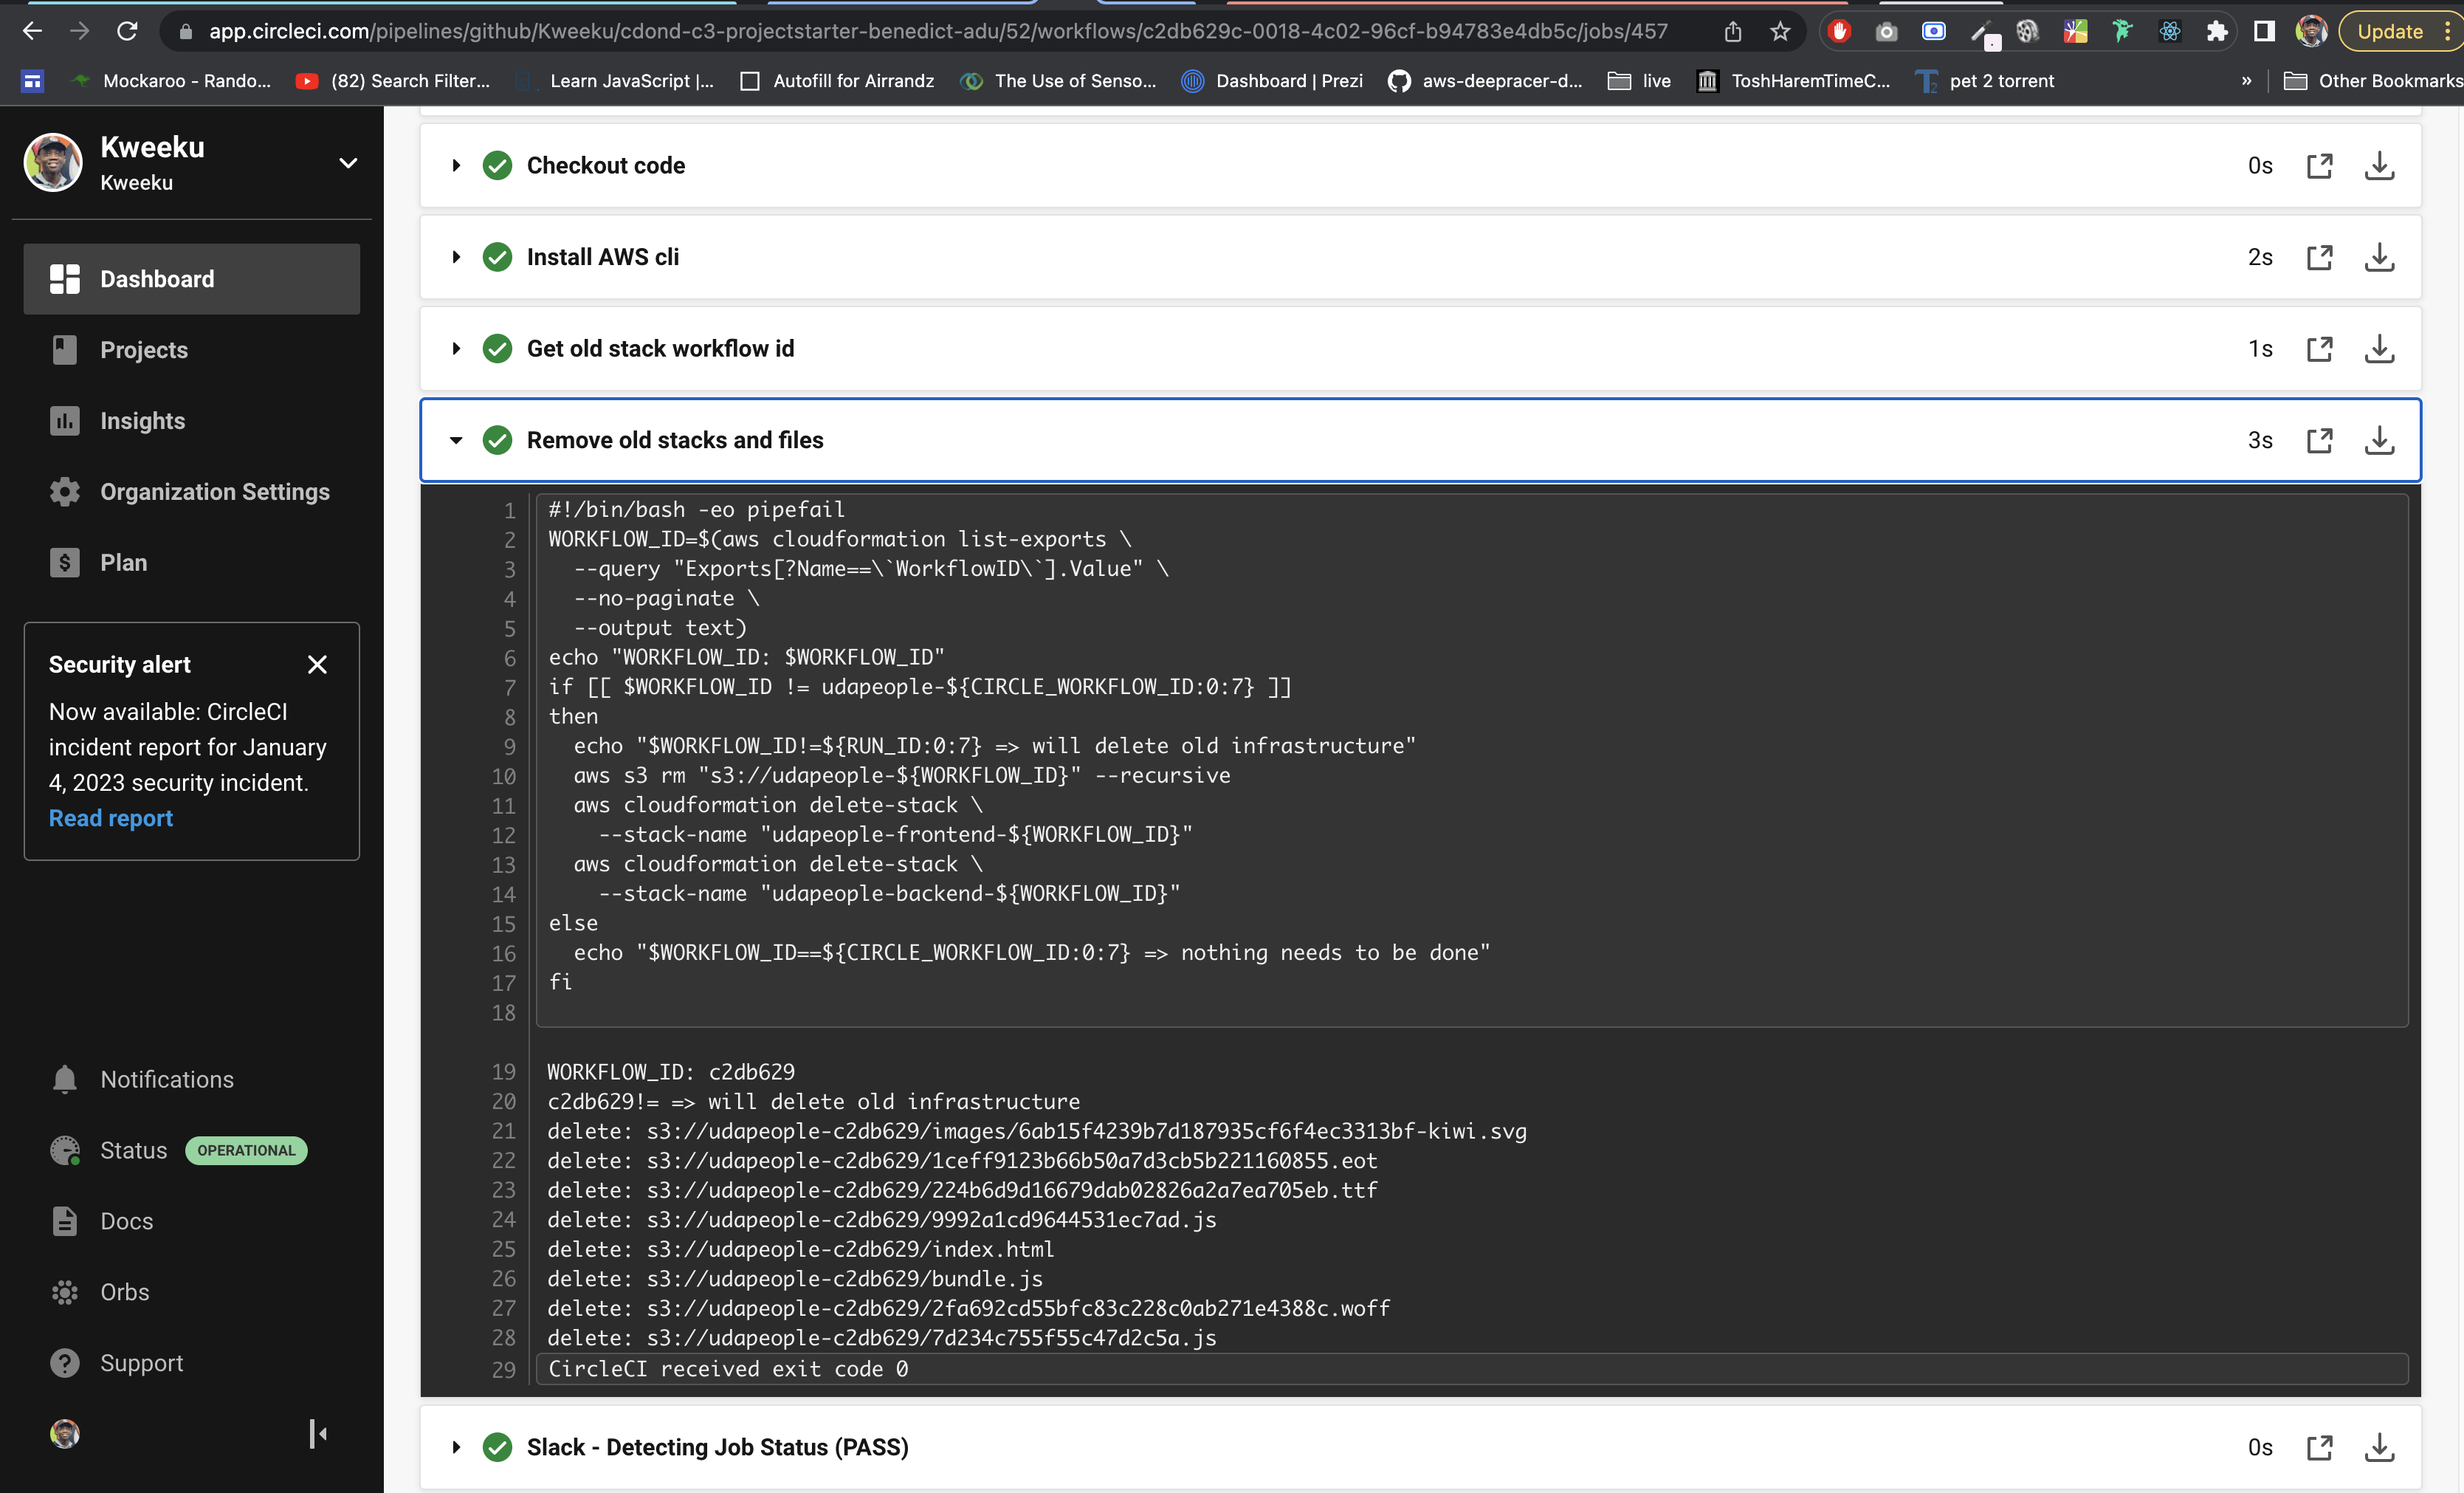 app.circleci.com/pipelines/github/Kweeku/cdond-c3-projectstarter-benedict-adu/52/workflows/c2db629c-0018-4c02-96cf-b94783e4db5c/jobs/457
Update
Mockaroo - Rando...
(82) Search Filter...
Learn JavaScript |...
Autofill for Airrandz
The Use of Senso...
Dashboard | Prezi
aws-deepracer-d...
live
ToshHaremTimeC...
pet 2 torrent
»
Other Bookmarks
Kweeku
Kweeku
Dashboard
Projects
Insights
Organization Settings
Plan
Security alert
Now available: CircleCI
incident report for January
4, 2023 security incident.
Read report
Notifications
Status OPERATIONAL
Docs
Orbs
Support
Checkout code 0s
Install AWS cli 2s
Get old stack workflow id 1s
Remove old stacks and files 3s
1 #!/bin/bash -eo pipefail
2 WORKFLOW_ID=$(aws cloudformation list-exports \
3 --query "Exports[?Name==\`WorkflowID\`].Value" \
4 --no-paginate \
5 --output text)
6 echo "WORKFLOW_ID: $WORKFLOW_ID"
7 if [[ $WORKFLOW_ID != udapeople-${CIRCLE_WORKFLOW_ID:0:7} ]]
8 then
9 echo "$WORKFLOW_ID!=${RUN_ID:0:7} => will delete old infrastructure"
10 aws s3 rm "s3://udapeople-${WORKFLOW_ID}" --recursive
11 aws cloudformation delete-stack \
12 --stack-name "udapeople-frontend-${WORKFLOW_ID}"
13 aws cloudformation delete-stack \
14 --stack-name "udapeople-backend-${WORKFLOW_ID}"
15 else
16 echo "$WORKFLOW_ID==${CIRCLE_WORKFLOW_ID:0:7} => nothing needs to be done"
17 fi
18
19 WORKFLOW_ID: c2db629
20 c2db629!= => will delete old infrastructure
21 delete: s3://udapeople-c2db629/images/6ab15f4239b7d187935cf6f4ec3313bf-kiwi.svg
22 delete: s3://udapeople-c2db629/1ceff9123b66b50a7d3cb5b221160855.eot
23 delete: s3://udapeople-c2db629/224b6d9d16679dab02826a2a7ea705eb.ttf
24 delete: s3://udapeople-c2db629/9992a1cd9644531ec7ad.js
25 delete: s3://udapeople-c2db629/index.html
26 delete: s3://udapeople-c2db629/bundle.js
27 delete: s3://udapeople-c2db629/2fa692cd55bfc83c228c0ab271e4388c.woff
28 delete: s3://udapeople-c2db629/7d234c755f55c47d2c5a.js
29 CircleCI received exit code 0
Slack - Detecting Job Status (PASS) 0s